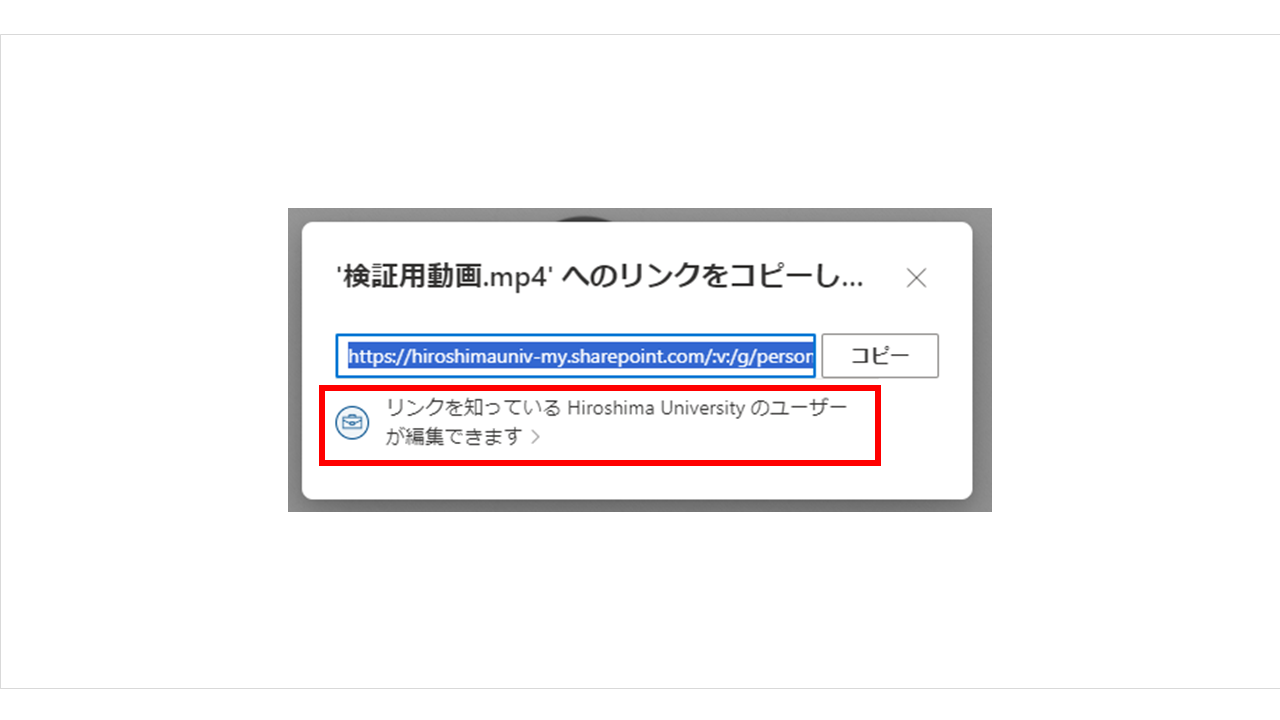 '検証用動画.mp4' へのリンクをコピーし...
https://hiroshimauniv-my.sharepoint.com/:v:/g/person
コピー
リンクを知っている Hiroshima University のユーザー
が編集できます >